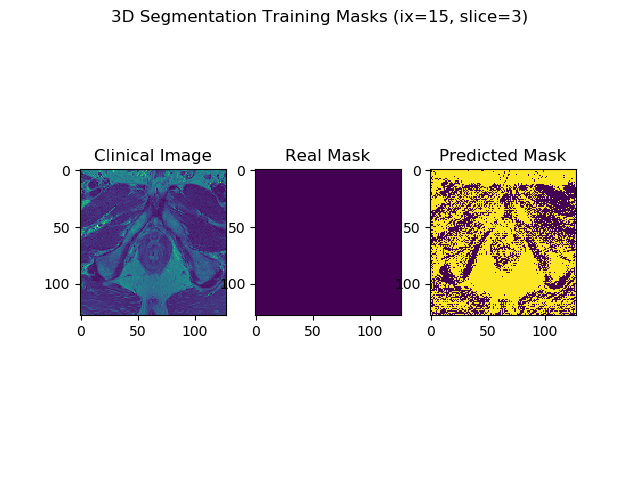 3D Segmentation Training Masks (ix=15, slice=3)
Clinical Image Real Mask Predicted Mask
0 0 0
50 50 50
100 100 100
0 50 100 0 50 100 0 50 100